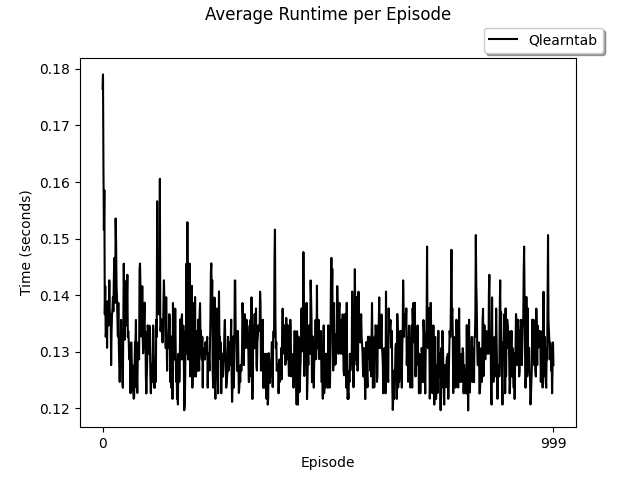 Average Runtime per Episode
Qlearntab
0.18
0.17
0.16
0.15
0.14
0.13
0.12
Time (seconds)
0
999
Episode